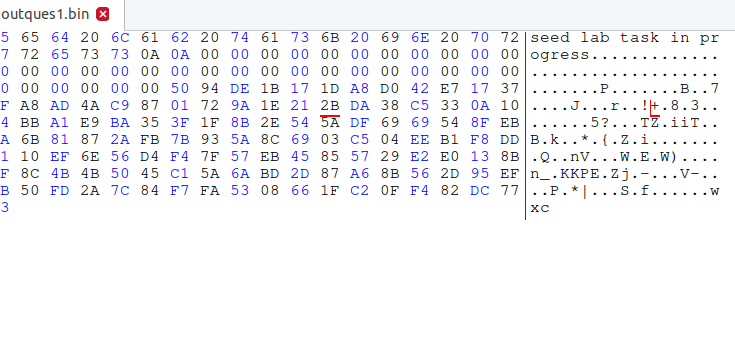 outques1.bin
5 65 64 20 6C 61 62 20 74 61 73 6B 20 69 6E 20 70 72 seed lab task in pr
7 72 65 73 73 0A 0A 00 00 00 00 00 00 00 00 00 00 00 ogress.............
0 00 00 00 00 00 00 00 00 00 00 00 00 00 00 00 00 00 ...................
0 00 00 00 00 00 50 94 DE 1B 17 1D A8 D0 42 E7 17 37 .......P.......B..7
F A8 AD 4A C9 87 01 72 9A 1E 21 2B DA 38 C5 33 0A 10 ....J...r..!+.8.3..
4 BB A1 E9 BA 35 3F 1F 8B 2E 54 5A DF 69 69 54 8F EB ......5?...TZ.iiT..
A 6B 81 87 2A FB 7B 93 5A 8C 69 03 C5 04 EE B1 F8 DD B.k..*.{.Z.i.......
1 10 EF 6E 56 D4 F4 7F 57 EB 45 85 57 29 E2 E0 13 8B .Q..nV...W.E.W)....
F 8C 4B 4B 50 45 C1 5A 6A BD 2D 87 A6 8B 56 2D 95 EF n_.KKPE.Zj.-...V-..
B 50 FD 2A 7C 84 F7 FA 53 08 66 1F C2 0F F4 82 DC 77 ..P.*|...S.f......w
3 xc